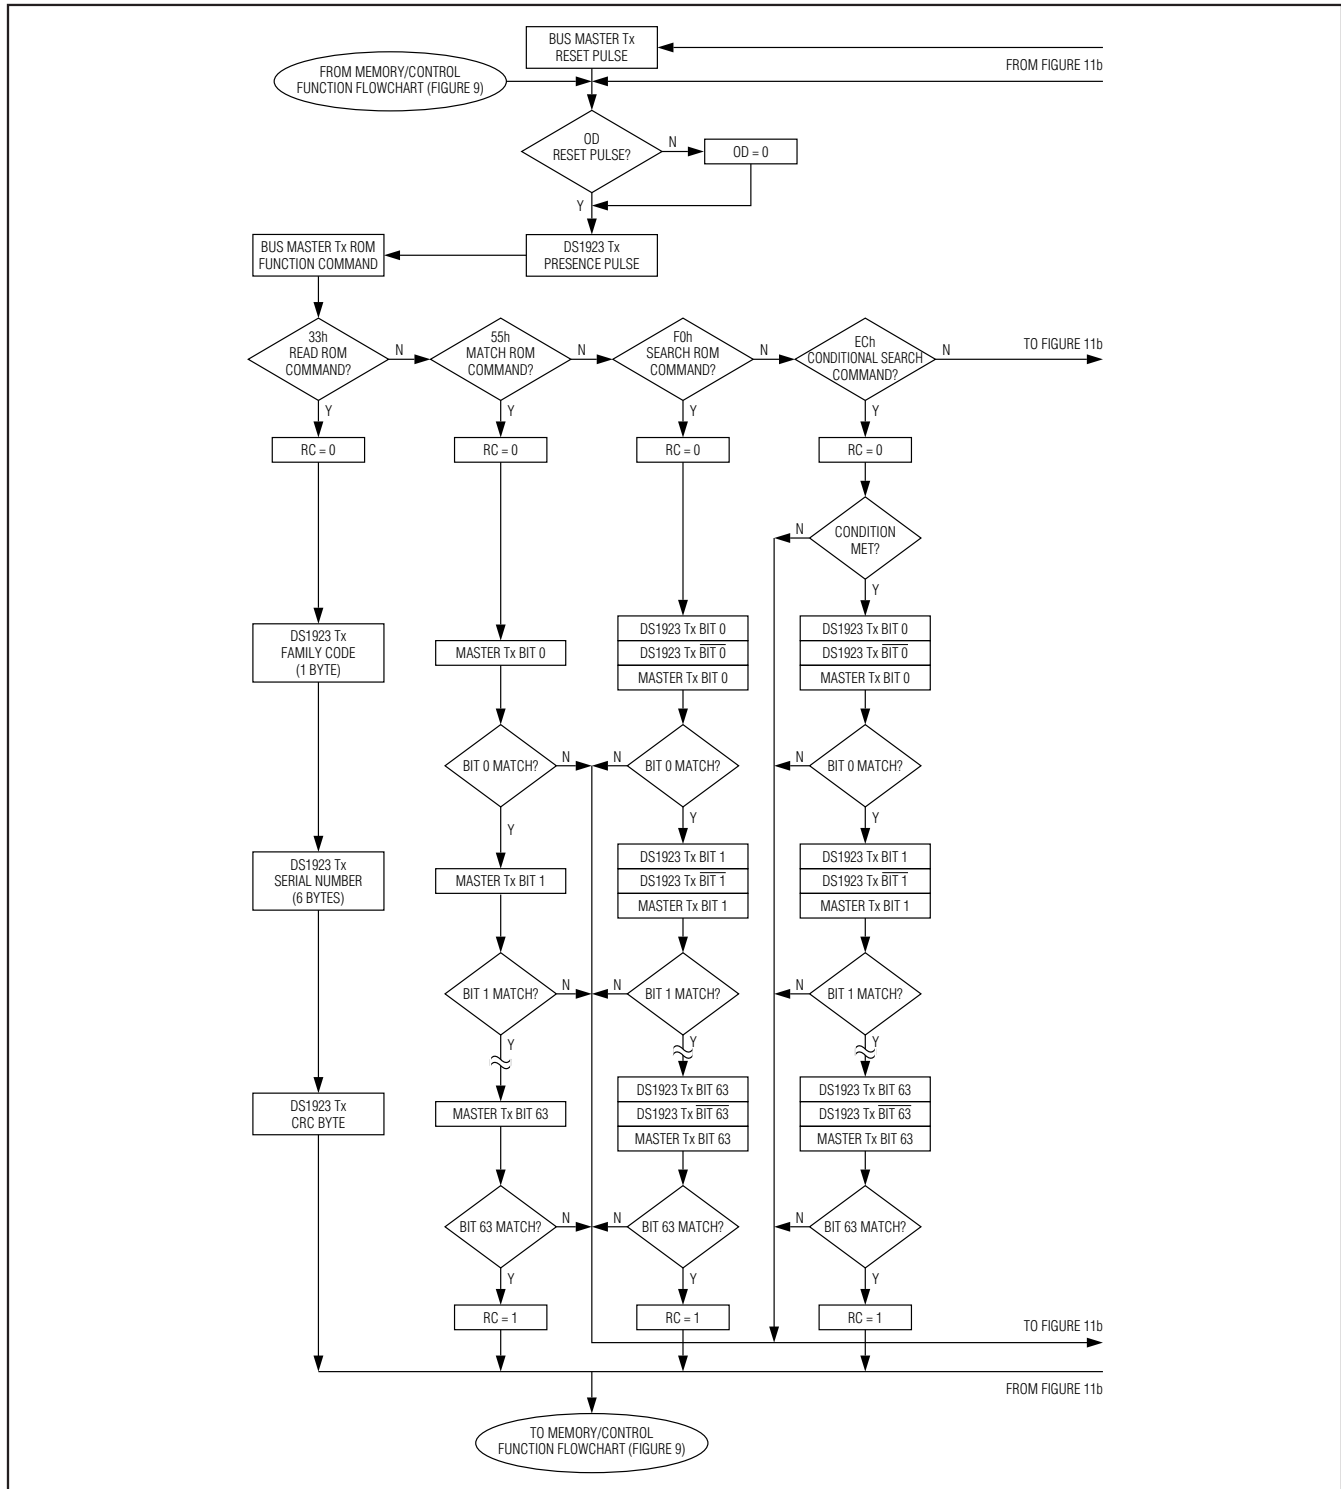 BUS MASTER Tx
RESET PULSE
FROM FIGURE 11b
FROM MEMORY/CONTROL
FUNCTION FLOWCHART (FIGURE 9)
OD
RESET PULSE?
N
OD = 0
Y
BUS MASTER Tx ROM
FUNCTION COMMAND
DS1923 Tx
PRESENCE PULSE
33h
READ ROM
COMMAND?
N
55h
MATCH ROM
COMMAND?
N
F0h
SEARCH ROM
COMMAND?
N
ECh
CONDITIONAL SEARCH
COMMAND?
N
TO FIGURE 11b
Y
Y
Y
Y
RC = 0
RC = 0
RC = 0
RC = 0
N
CONDITION
MET?
Y
DS1923 Tx
FAMILY CODE
(1 BYTE)
MASTER Tx BIT 0
DS1923 Tx BIT 0
DS1923 Tx B̅I̅T̅ ̅0̅
MASTER Tx BIT 0
DS1923 Tx BIT 0
DS1923 Tx B̅I̅T̅ ̅0̅
MASTER Tx BIT 0
BIT 0 MATCH?
N
N
BIT 0 MATCH?
N
BIT 0 MATCH?
Y
Y
Y
DS1923 Tx
SERIAL NUMBER
(6 BYTES)
MASTER Tx BIT 1
DS1923 Tx BIT 1
DS1923 Tx B̅I̅T̅ ̅1̅
MASTER Tx BIT 1
DS1923 Tx BIT 1
DS1923 Tx B̅I̅T̅ ̅1̅
MASTER Tx BIT 1
BIT 1 MATCH?
N
N
BIT 1 MATCH?
N
BIT 1 MATCH?
Y
Y
Y
DS1923 Tx
CRC BYTE
MASTER Tx BIT 63
DS1923 Tx BIT 63
DS1923 Tx B̅I̅T̅ ̅6̅3̅
MASTER Tx BIT 63
DS1923 Tx BIT 63
DS1923 Tx B̅I̅T̅ ̅6̅3̅
MASTER Tx BIT 63
BIT 63 MATCH?
N
N
BIT 63 MATCH?
N
BIT 63 MATCH?
Y
Y
Y
RC = 1
RC = 1
RC = 1
TO FIGURE 11b
FROM FIGURE 11b
TO MEMORY/CONTROL
FUNCTION FLOWCHART (FIGURE 9)